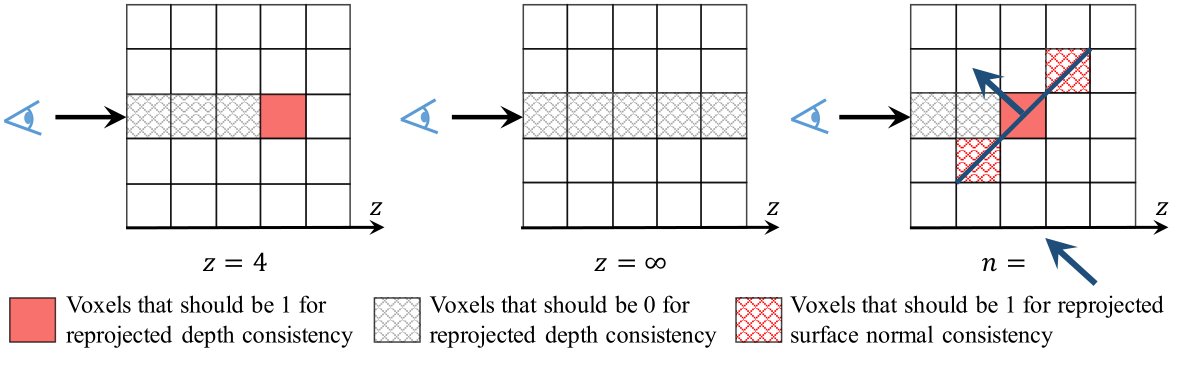 z
z
z
z = 4
z = ∞
n =
Voxels that should be 1 for
reprojected depth consistency
Voxels that should be 0 for
reprojected depth consistency
Voxels that should be 1 for reprojected
surface normal consistency